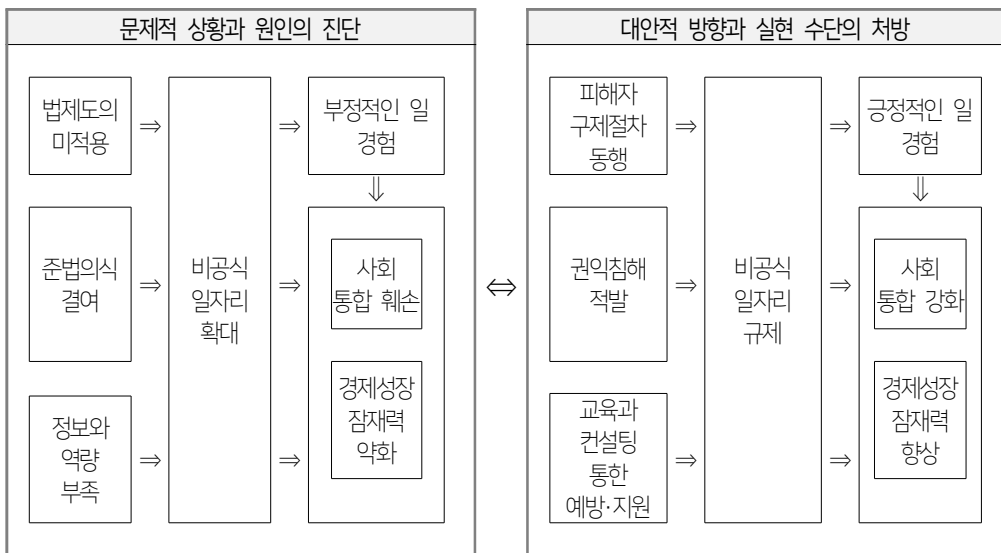 문제적 상황과 원인의 진단
법제도의
미적용
⇒
⇒
부정적인 일
경험
⇓
준법의식
결여
⇒
비공식
일자리
확대
⇒
사회
통합 훼손
경제성장
잠재력
약화
정보와
역량
부족
⇒
⇒
⇔
대안적 방향과 실현 수단의 처방
피해자
구제절차
동행
⇒
⇒
긍정적인 일
경험
⇓
권익침해
적발
⇒
비공식
일자리
규제
⇒
사회
통합 강화
경제성장
잠재력
향상
교육과
컨설팅
통한
예방·지원
⇒
⇒